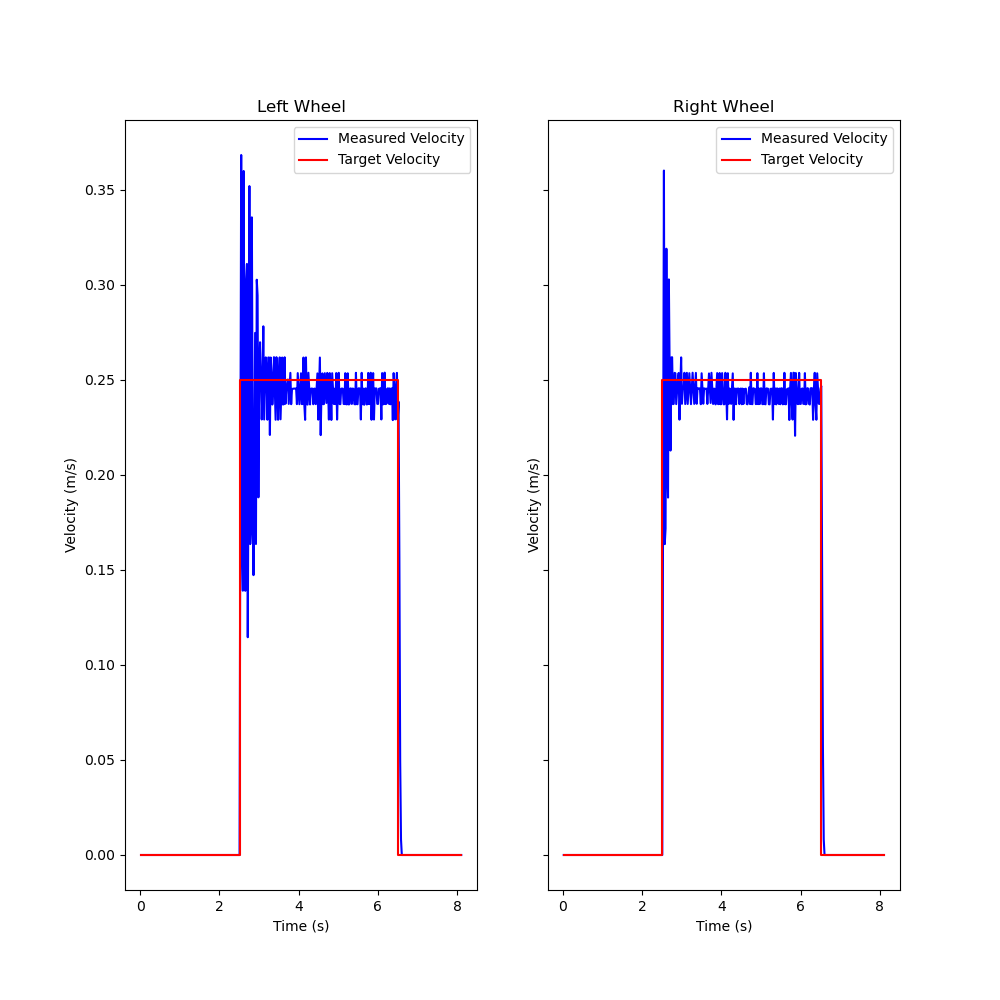 Left Wheel
Measured Velocity
Target Velocity
Velocity (m/s)
0.35
0.30
0.25
0.20
0.15
0.10
0.05
0.00
0 2 4 6 8
Time (s)
Right Wheel
Measured Velocity
Target Velocity
Velocity (m/s)
0 2 4 6 8
Time (s)